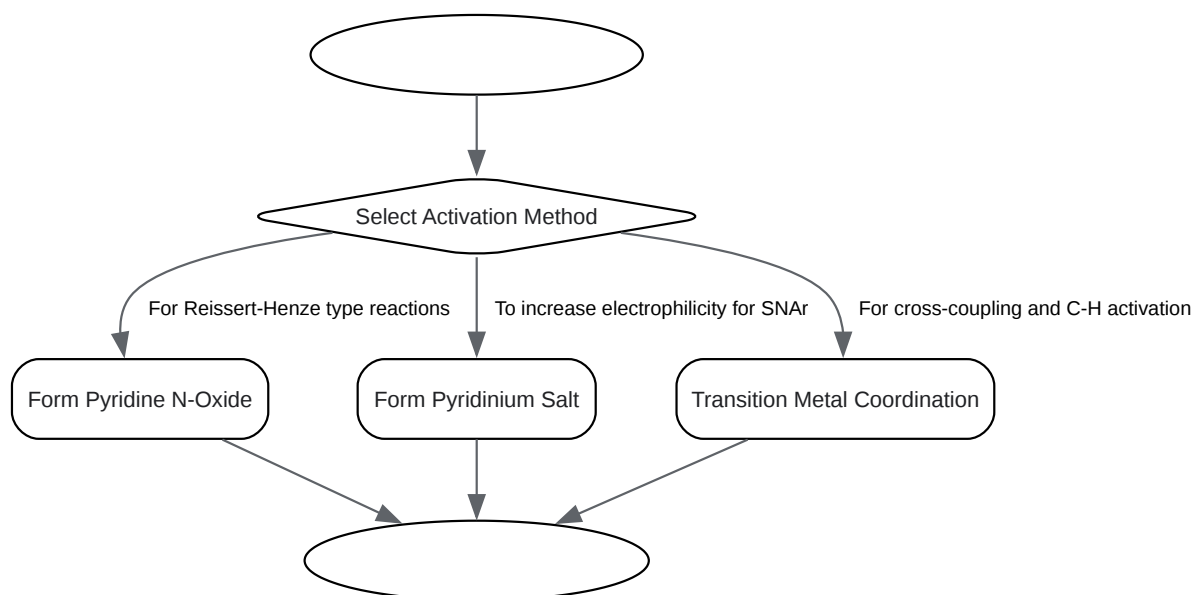 Select Activation Method
For Reissert-Henze type reactions
To increase electrophilicity for SNAr
For cross-coupling and C-H activation
Form Pyridine N-Oxide
Form Pyridinium Salt
Transition Metal Coordination